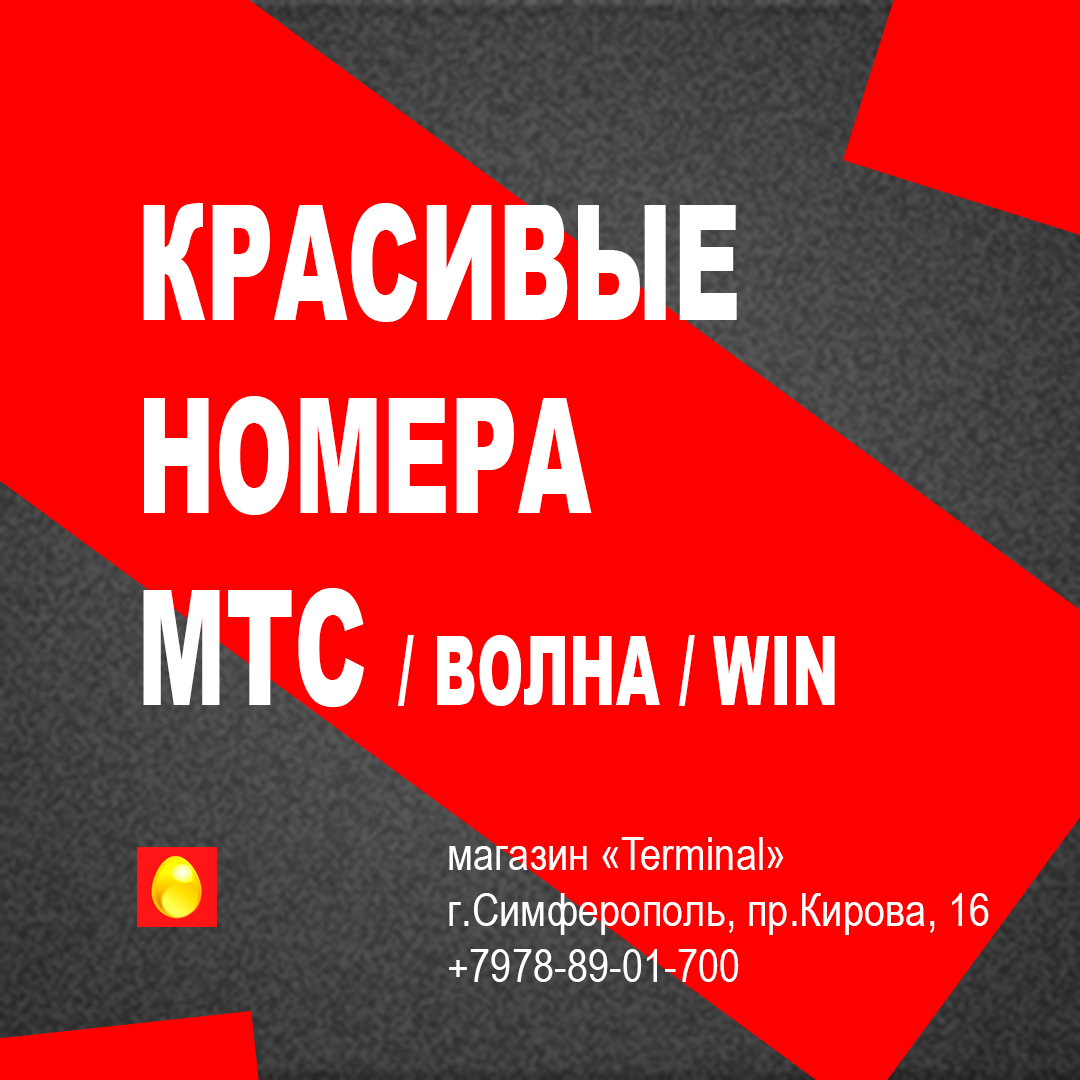 КРАСИВЫЕ
НОМЕРА
МТС / ВОЛНА / WIN
магазин «Terminal»
г.Симферополь, пр.Кирова, 16
+7978-89-01-700